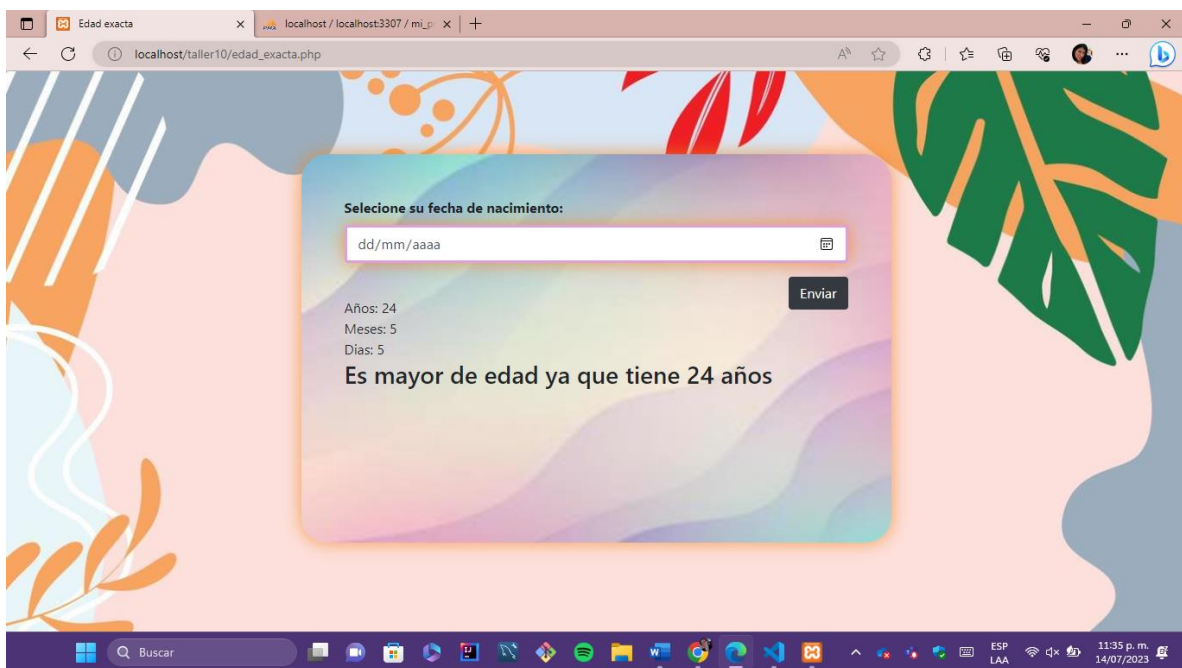 Edad exacta
localhost / localhost:3307 / mi_p
localhost/taller10/edad_exacta.php
Selecione su fecha de nacimiento:
dd/mm/aaaa
Enviar
Años: 24
Meses: 5
Dias: 5
Es mayor de edad ya que tiene 24 años
Buscar
ESP
LAA
11:35 p. m.
14/07/2023